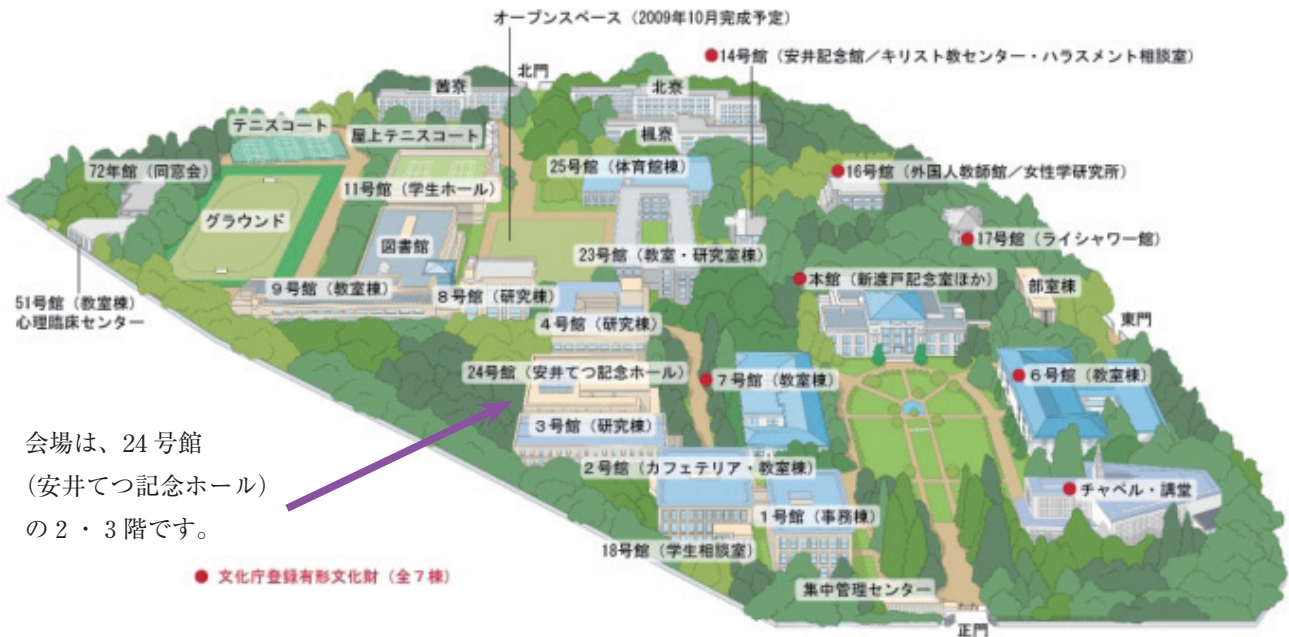 オープンスペース（2009年10月完成予定）
14号館（安井記念館／キリスト教センター・ハラスメント相談室）
北門
茜寮
北寮
楓寮
テニスコート
屋上テニスコート
25号館（体育館棟）
72年館（同窓会）
11号館（学生ホール）
16号館（外国人教師館／女性学研究所）
グラウンド
図書館
23号館（教室・研究室棟）
17号館（ライシャワー館）
51号館（教室棟）
心理臨床センター
9号館（教室棟）
8号館（研究棟）
本館（新渡戸記念室ほか）
部室棟
4号館（研究棟）
東門
24号館（安井てつ記念ホール）
7号館（教室棟）
6号館（教室棟）
3号館（研究棟）
会場は、24 号館
（安井てつ記念ホール）
の 2 ・ 3 階です。
2号館（カフェテリア・教室棟）
チャペル・講堂
1号館（事務棟）
18号館（学生相談室）
文化庁登録有形文化財（全7棟）
集中管理センター
正門